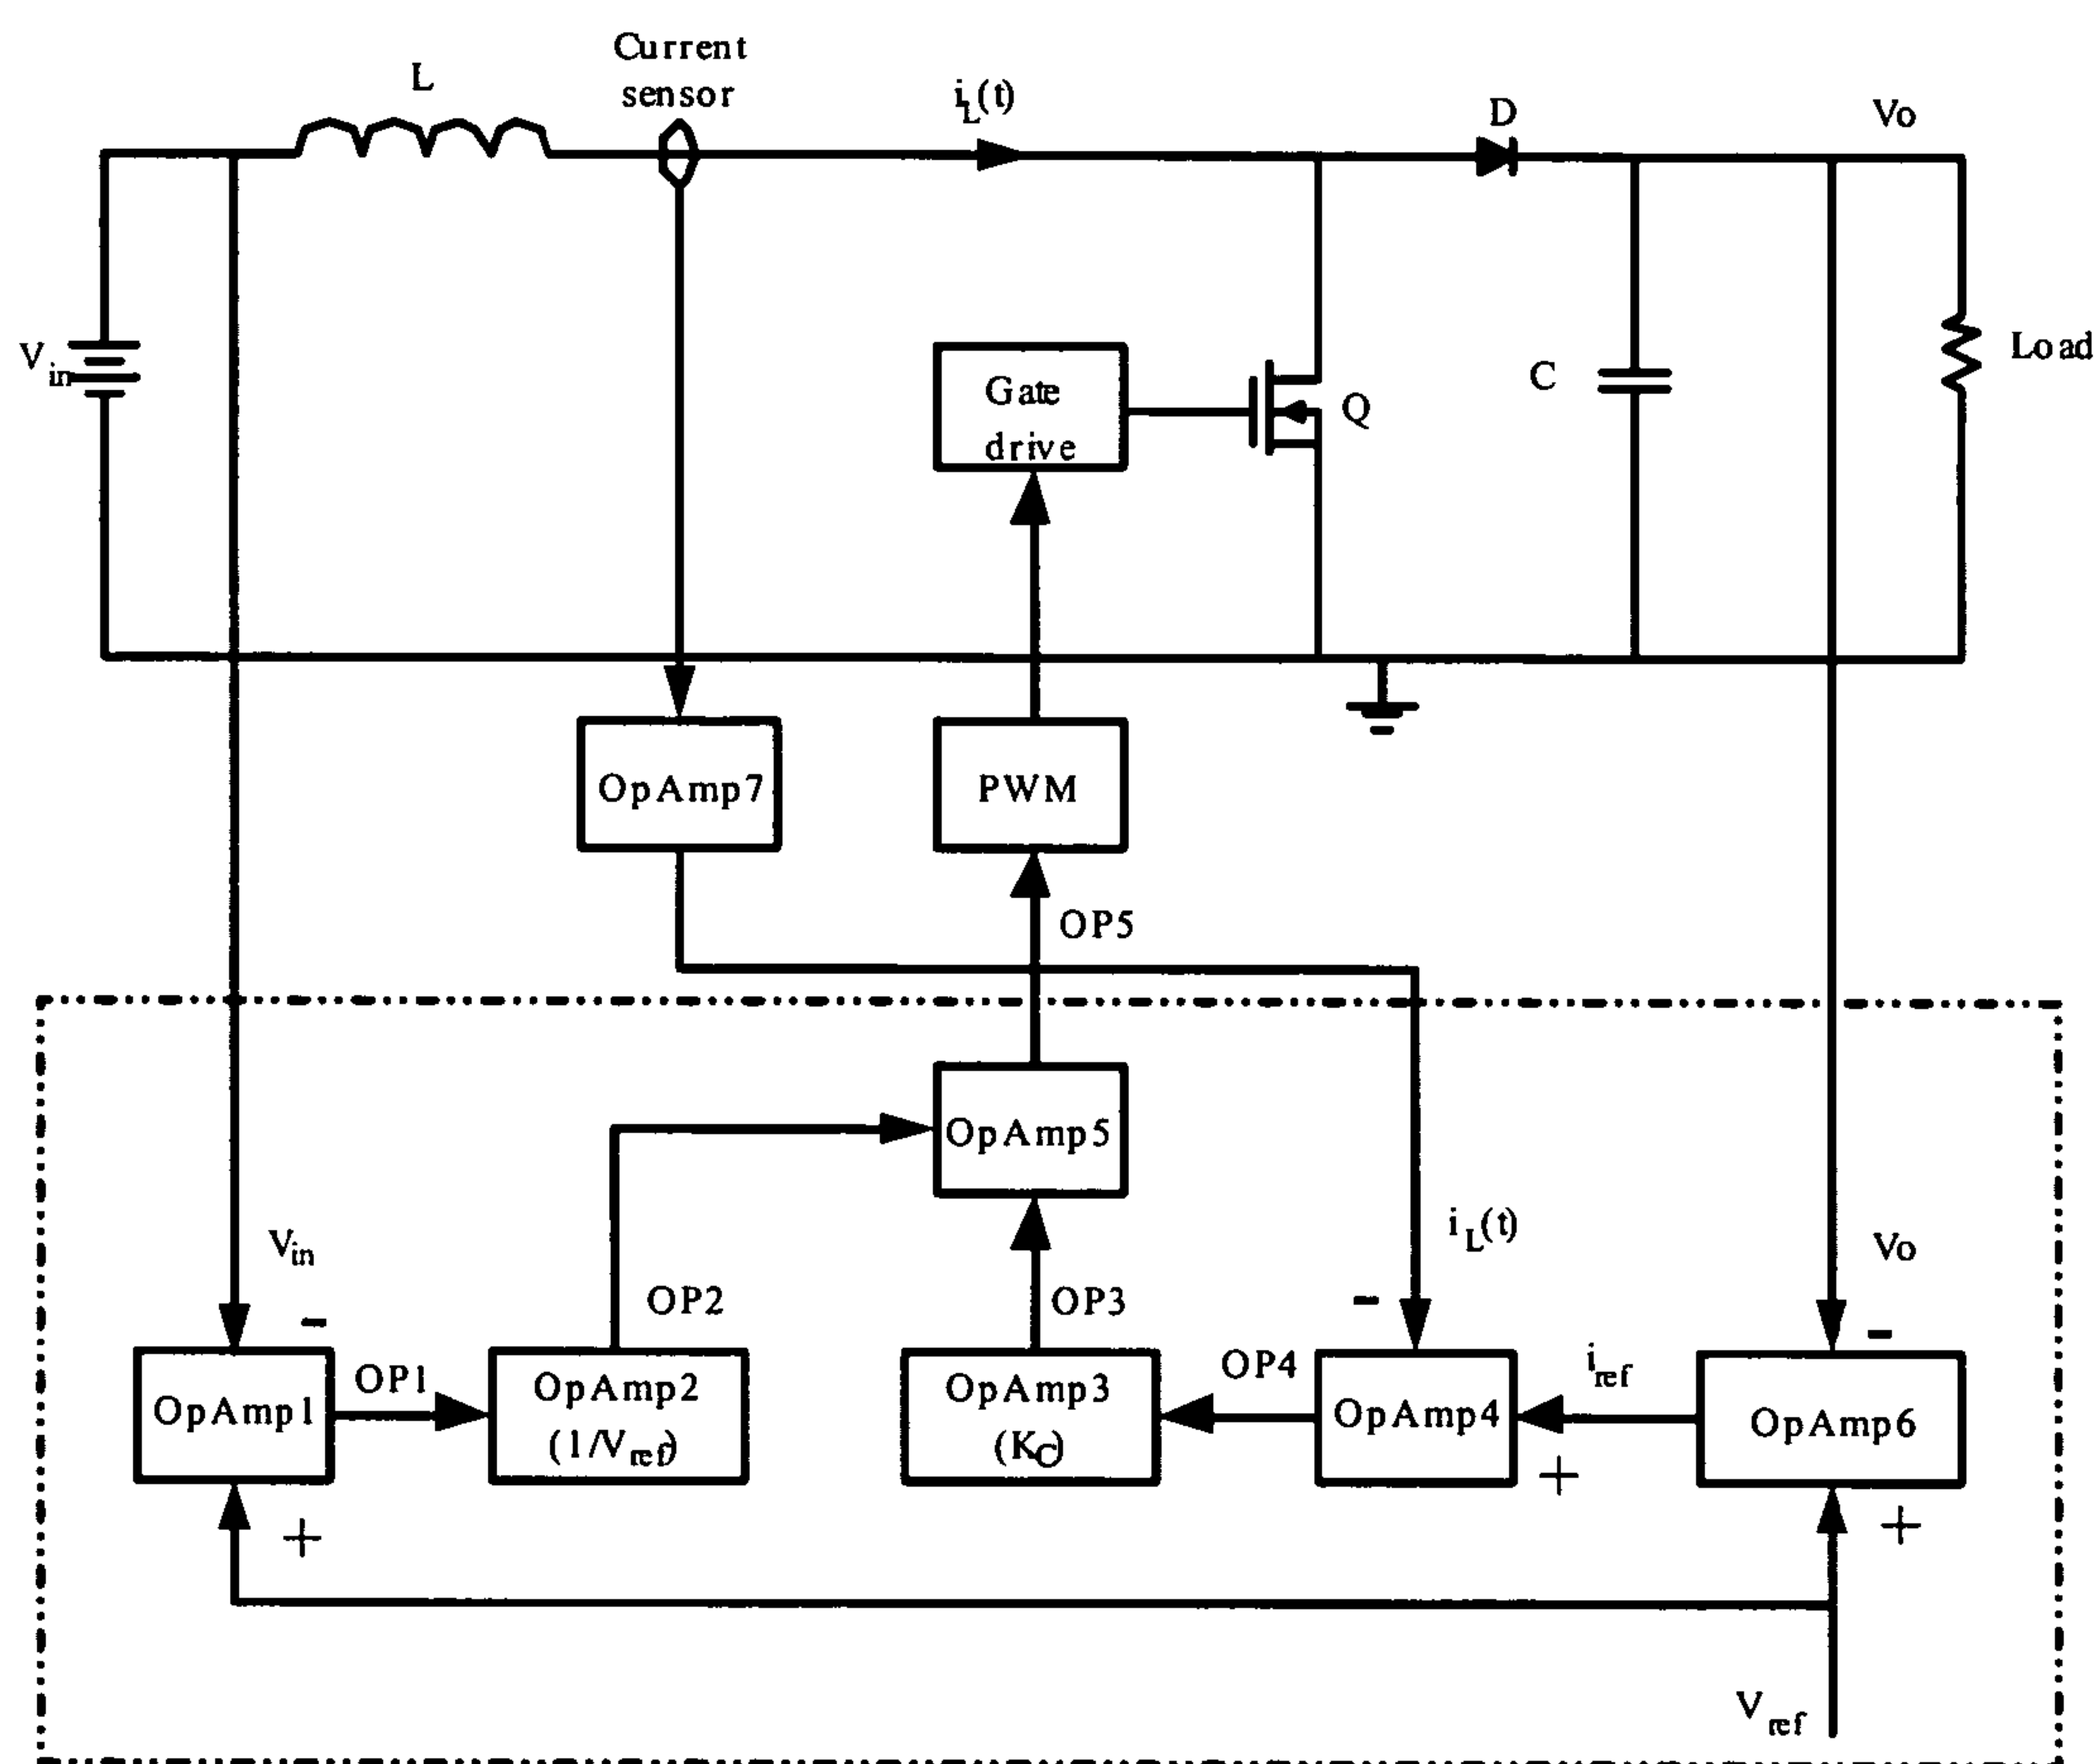 Current
sensor
L
iL(t)
D
Vo
Vin
Gate
drive
Q
C
Load
OpAmp7
PWM
OP5
OpAmp5
iL(t)
Vin
Vo
-
OP2
OP3
-
-
OP1
OP4
iref
OpAmp1
OpAmp2
(1/Vref)
OpAmp3
(KC)
OpAmp4
OpAmp6
+
+
+
Vref